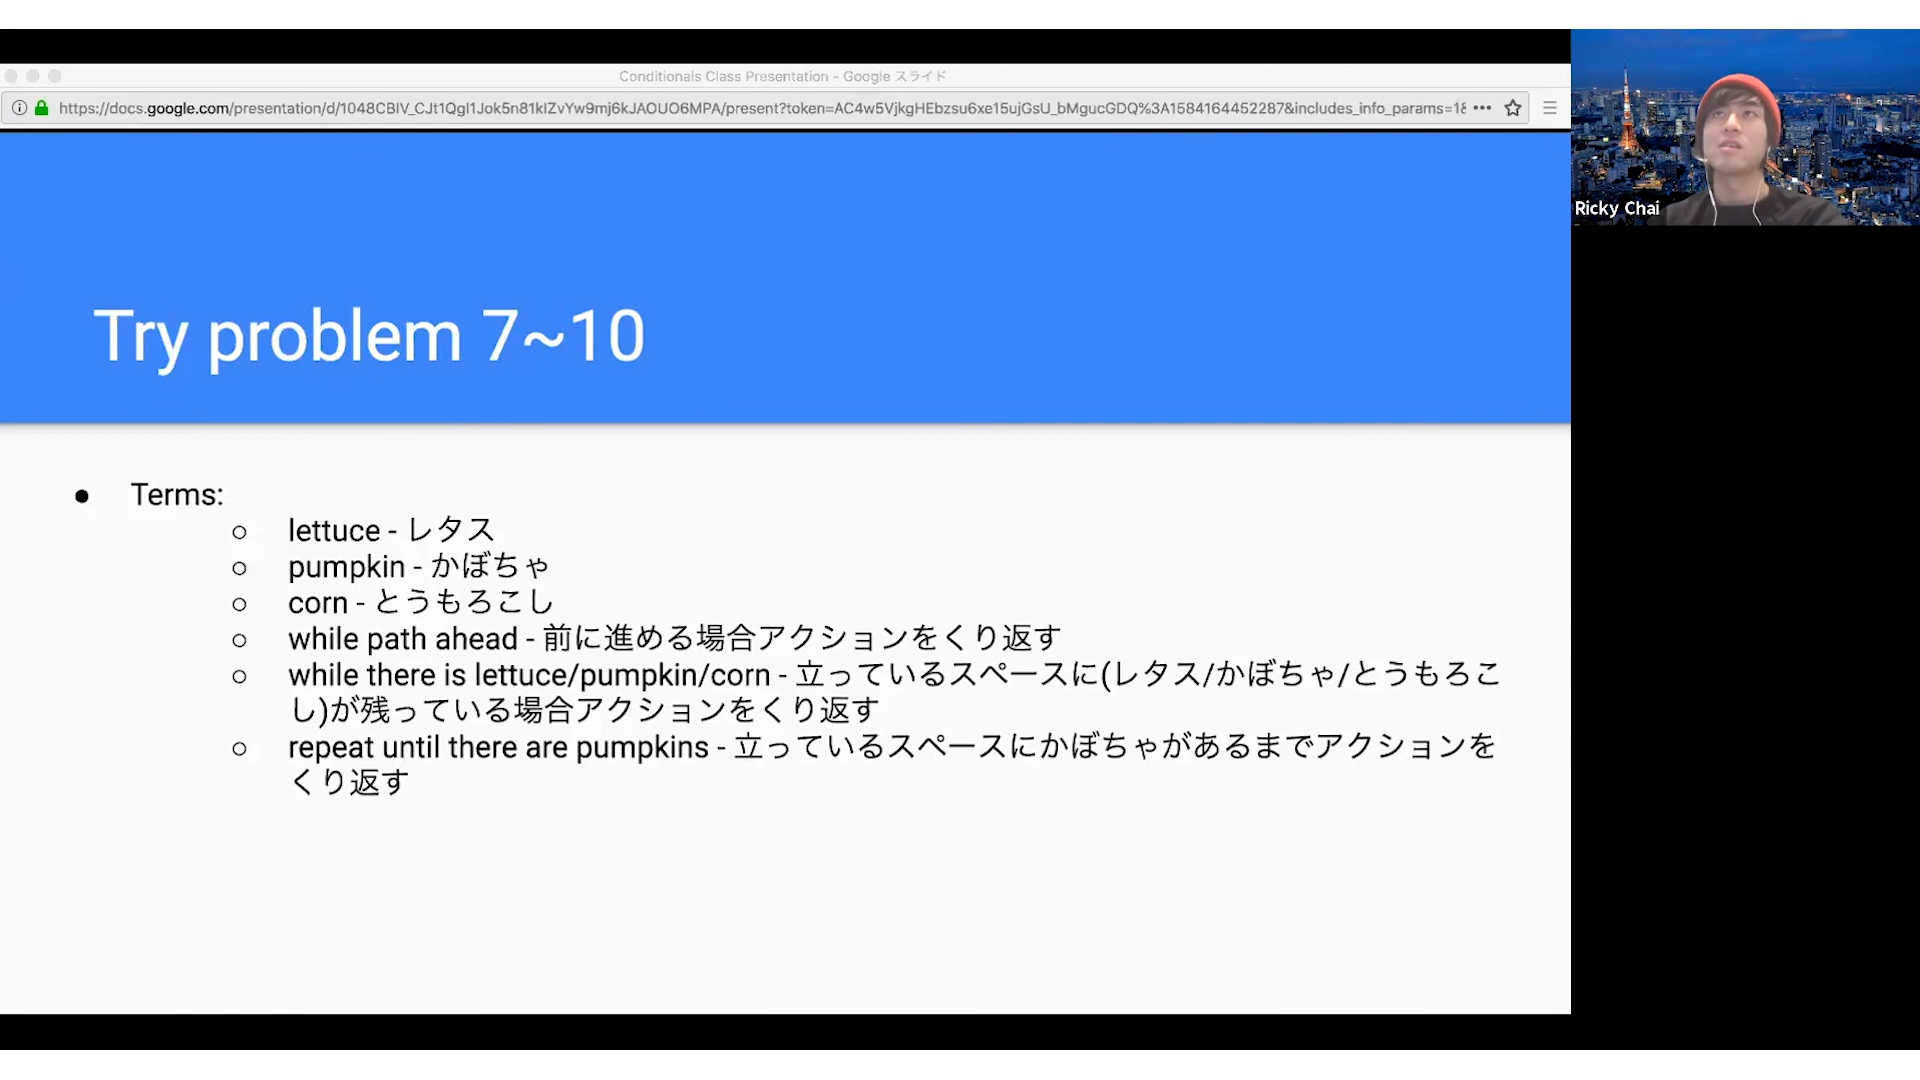 Conditionals Class Presentation - Google スライド
https://docs.google.com/presentation/d/1048CBIV_CJt1QgI1Jok5n81kIZvYw9mj6kJAOUO6MPA/present?token=AC4w5VjkgHEbzsu6xe15ujGsU_bMgucGDQ%3A1584164452287&includes_info_params=1
Ricky Chai
Try problem 7~10
● Terms:
○ lettuce - レタス
○ pumpkin - かぼちゃ
○ corn - とうもろこし
○ while path ahead - 前に進める場合アクションをくり返す
○ while there is lettuce/pumpkin/corn - 立っているスペースに(レタス/かぼちゃ/とうもろこ
し)が残っている場合アクションをくり返す
○ repeat until there are pumpkins - 立っているスペースにかぼちゃがあるまでアクションを
くり返す